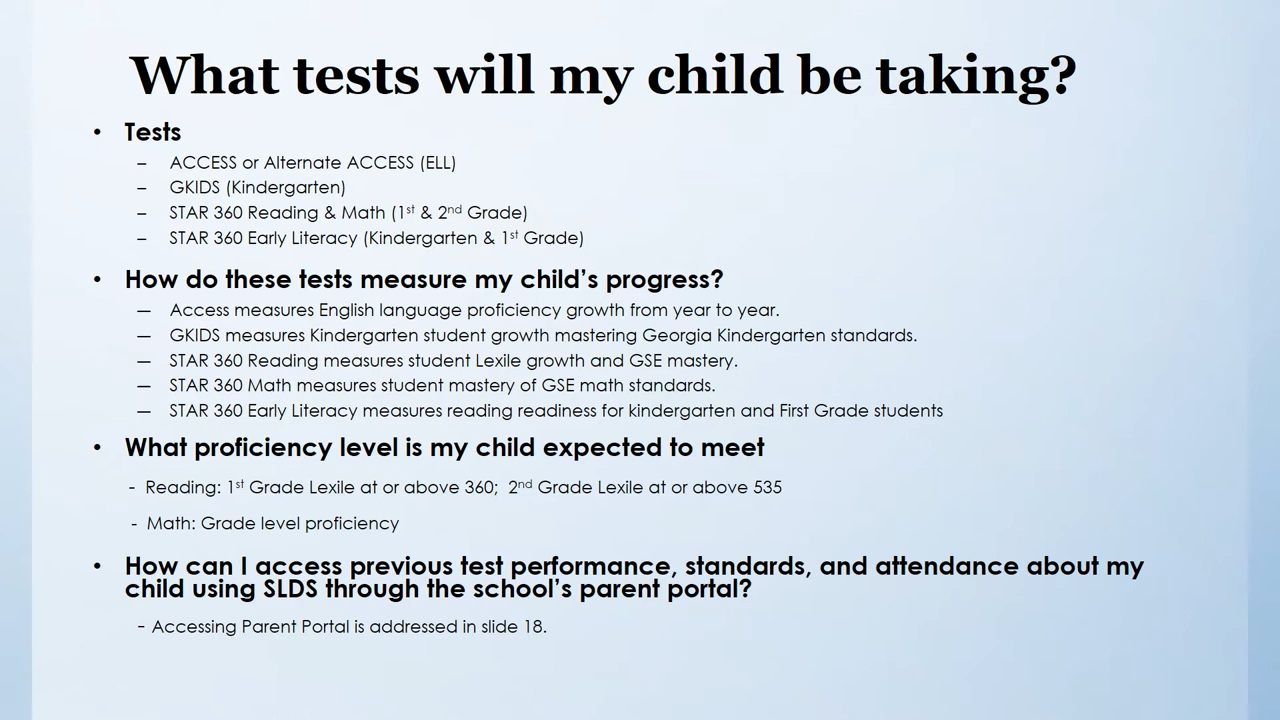 What tests will my child be taking?
• Tests
– ACCESS or Alternate ACCESS (ELL)
– GKIDS (Kindergarten)
– STAR 360 Reading & Math (1st & 2nd Grade)
– STAR 360 Early Literacy (Kindergarten & 1st Grade)
• How do these tests measure my child’s progress?
— Access measures English language proficiency growth from year to year.
— GKIDS measures Kindergarten student growth mastering Georgia Kindergarten standards.
— STAR 360 Reading measures student Lexile growth and GSE mastery.
— STAR 360 Math measures student mastery of GSE math standards.
— STAR 360 Early Literacy measures reading readiness for kindergarten and First Grade students
• What proficiency level is my child expected to meet
- Reading: 1st Grade Lexile at or above 360; 2nd Grade Lexile at or above 535
- Math: Grade level proficiency
• How can I access previous test performance, standards, and attendance about my
child using SLDS through the school’s parent portal?
- Accessing Parent Portal is addressed in slide 18.